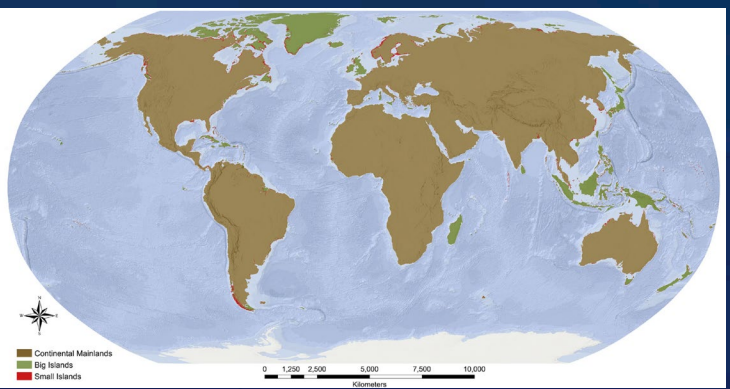 N
W E
S
Continental Mainlands
Big Islands
Small Islands
0 1,250 2,500 5,000 7,500 10,000
Kilometers